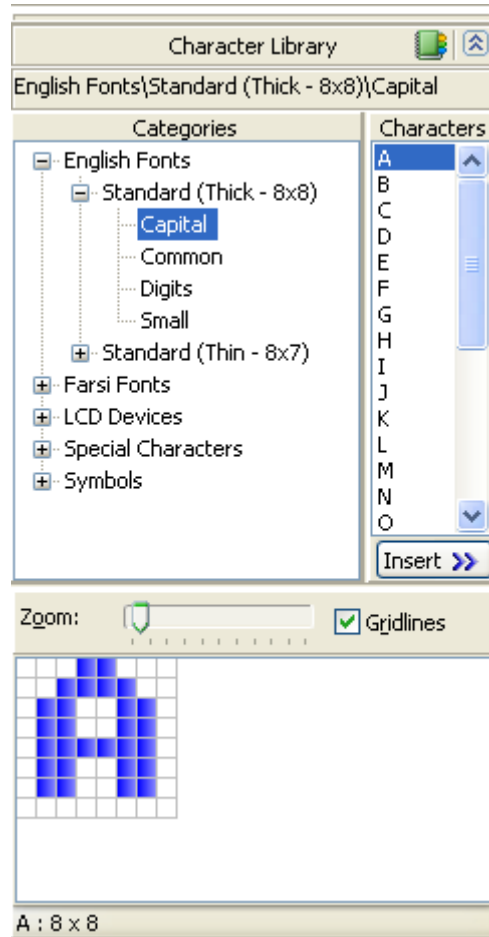 Character Library
English Fonts\Standard (Thick - 8x8)\Capital
Categories
English Fonts
Standard (Thick - 8x8)
Capital
Common
Digits
Small
Standard (Thin - 8x7)
Farsi Fonts
LCD Devices
Special Characters
Symbols
Characters
A
B
C
D
E
F
G
H
I
J
K
L
M
N
O
Insert
Zoom:
Gridlines
A
A : 8 x 8